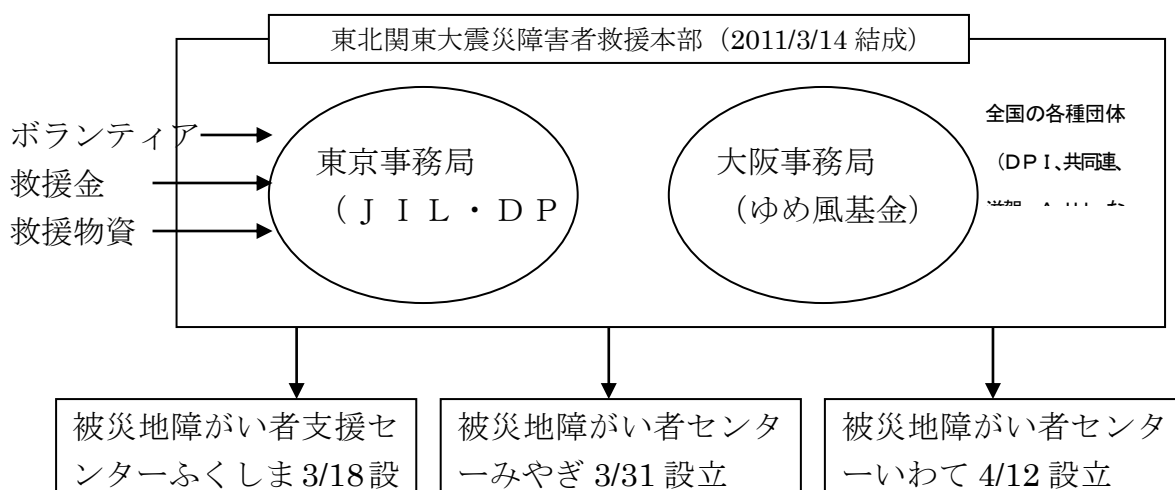 東北関東大震災障害者救援本部（2011/3/14 結成）
ボランティア
救援金
救援物資
東京事務局
（ＪＩＬ・ＤＰ
大阪事務局
（ゆめ風基金）
全国の各種団体
（ＤＰＩ、共同連、
被災地障がい者支援セ
ンターふくしま 3/18 設
被災地障がい者センタ
ーみやぎ 3/31 設立
被災地障がい者センタ
ーいわて 4/12 設立